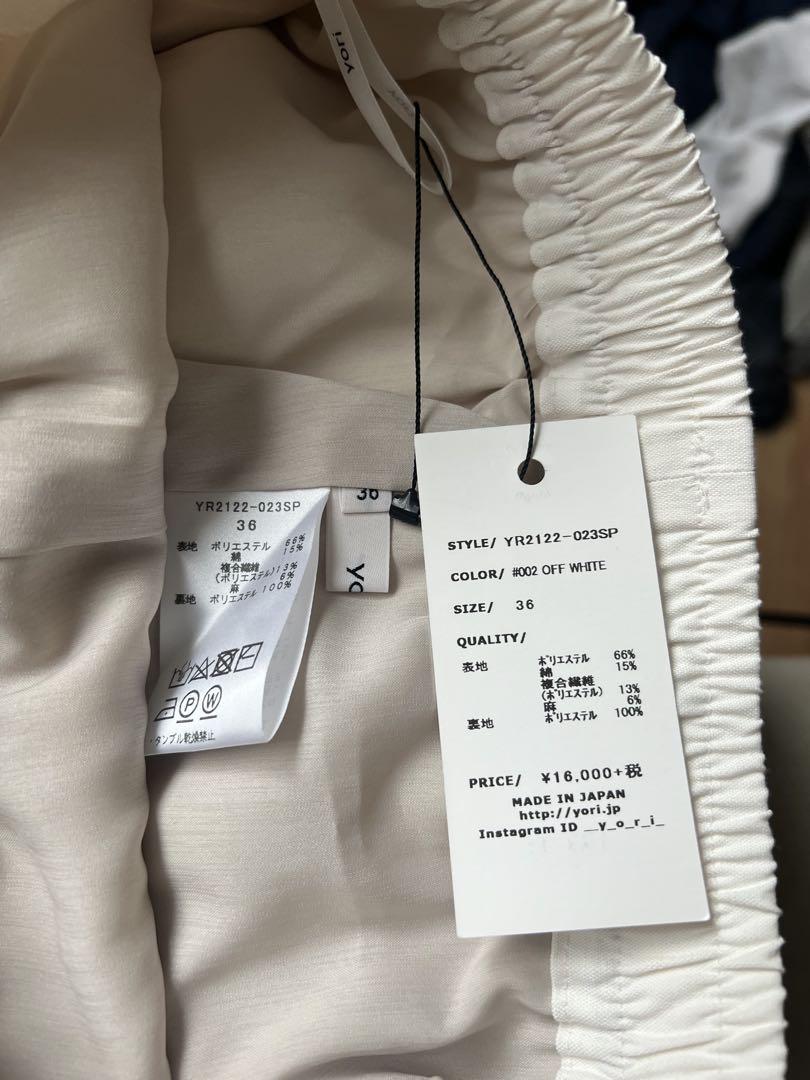 yori
YR2122-023SP
36
表地 ポリエステル 66%
綿 15%
複合繊維
(ポリエステル) 13%
麻 6%
裏地 ポリエステル 100%
P W
タンブル乾燥禁止
36
yo
STYLE/ YR2122-023SP
COLOR/ #002 OFF WHITE
SIZE/ 36
QUALITY/
表地 ポリエステル 66%
綿 15%
複合繊維
(ポリエステル) 13%
麻 6%
裏地 ポリエステル 100%
PRICE/ ¥16,000+税
MADE IN JAPAN
http://yori.jp
Instagram ID __y_o_r_i_